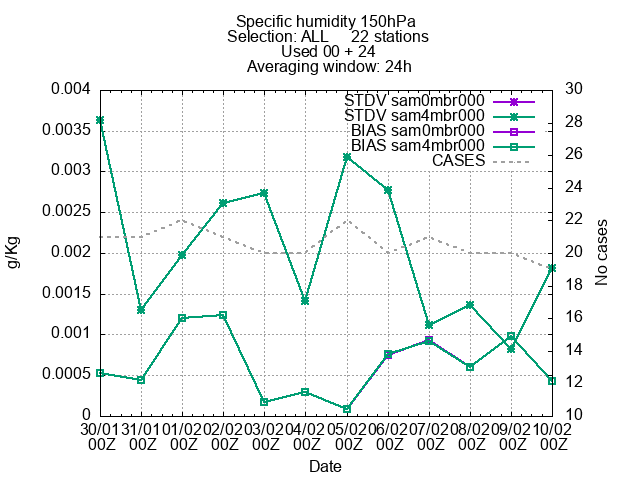 Specific humidity 150hPa
Selection: ALL 22 stations
Used 00 + 24
Averaging window: 24h
STDV sam0mbr000
STDV sam4mbr000
BIAS sam0mbr000
BIAS sam4mbr000
CASES
0.004
0.0035
0.003
0.0025
0.002
0.0015
0.001
0.0005
0
g/Kg
30
28
26
24
22
20
18
16
14
12
10
No cases
30/01 31/01 01/02 02/02 03/02 04/02 05/02 06/02 07/02 08/02 09/02 10/02
00Z 00Z 00Z 00Z 00Z 00Z 00Z 00Z 00Z 00Z 00Z 00Z
Date